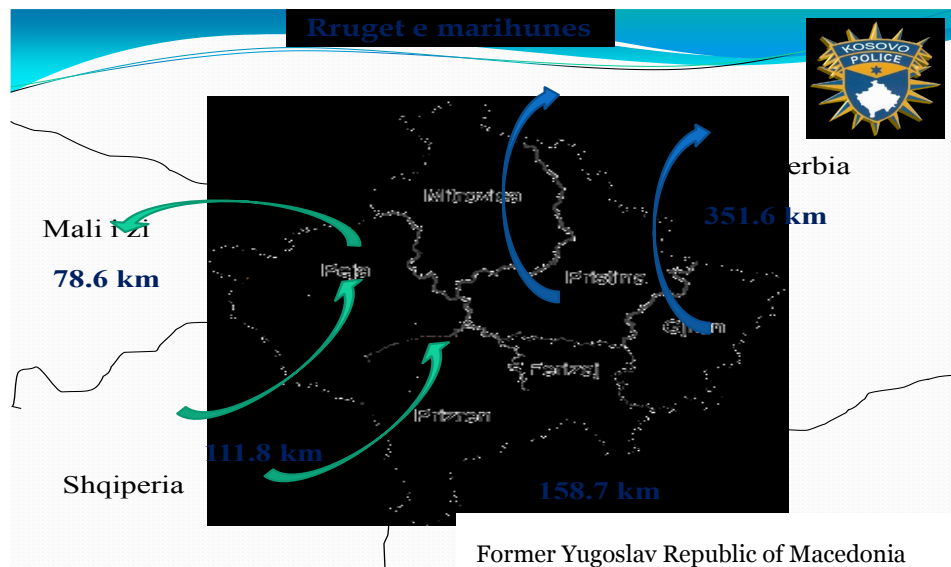 Rruget e marihunes
KOSOVO
POLICE
erbia
Mitrovica
351.6 km
Mali i zi
Peja
78.6 km
Gjilan
Ferizaj
Prizren
111.8 km
Shqiperia
158.7 km
Former Yugoslav Republic of Macedonia